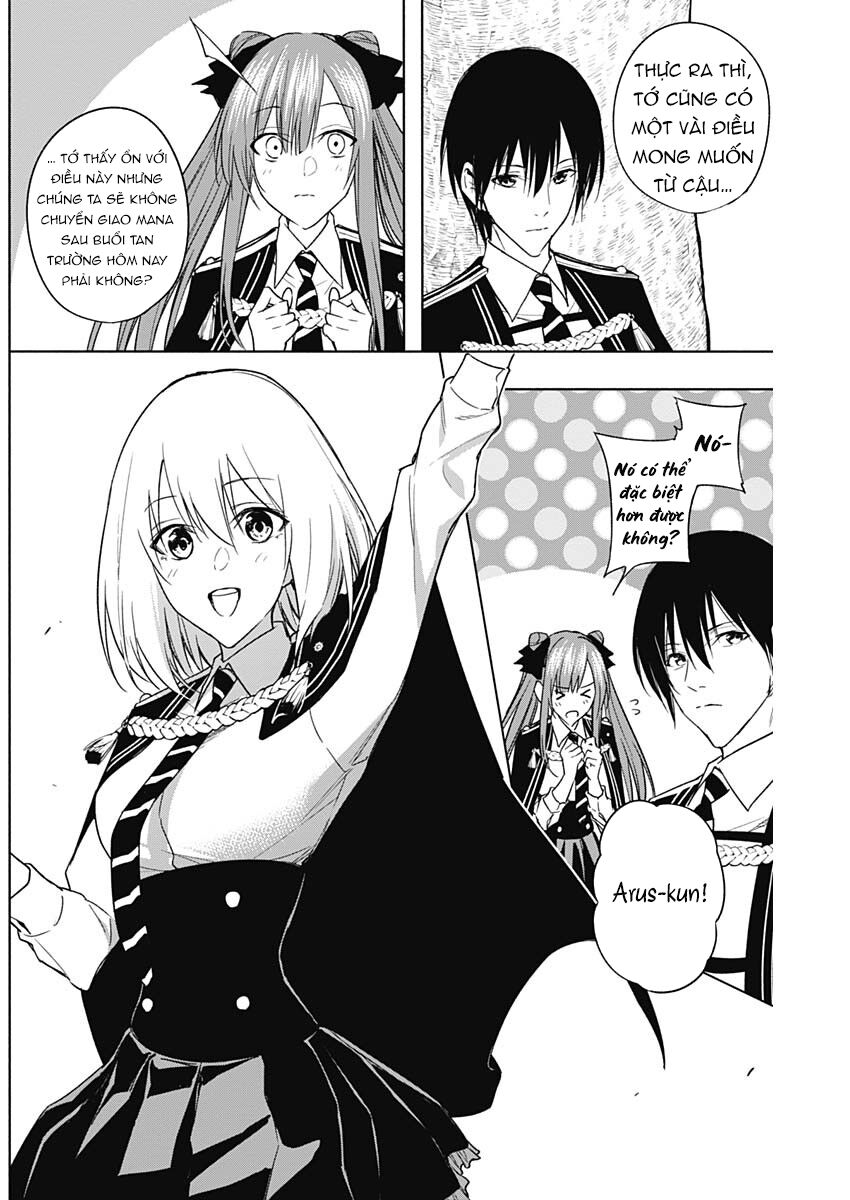 THỰC RA THÌ,
TỚ CŨNG CÓ
MỘT VÀI ĐIỀU
MONG MUỐN
TỪ CẬU...
... TỚ THẤY ỔN VỚI
ĐIỀU NÀY NHƯNG
CHÚNG TA SẼ KHÔNG
CHUYỂN GIAO MANA
SAU BUỔI TAN
TRƯỜNG HÔM NAY
PHẢI KHÔNG?
Nó-
Nó có thể
đặc biệt
hơn được
không?
Arus-kun!